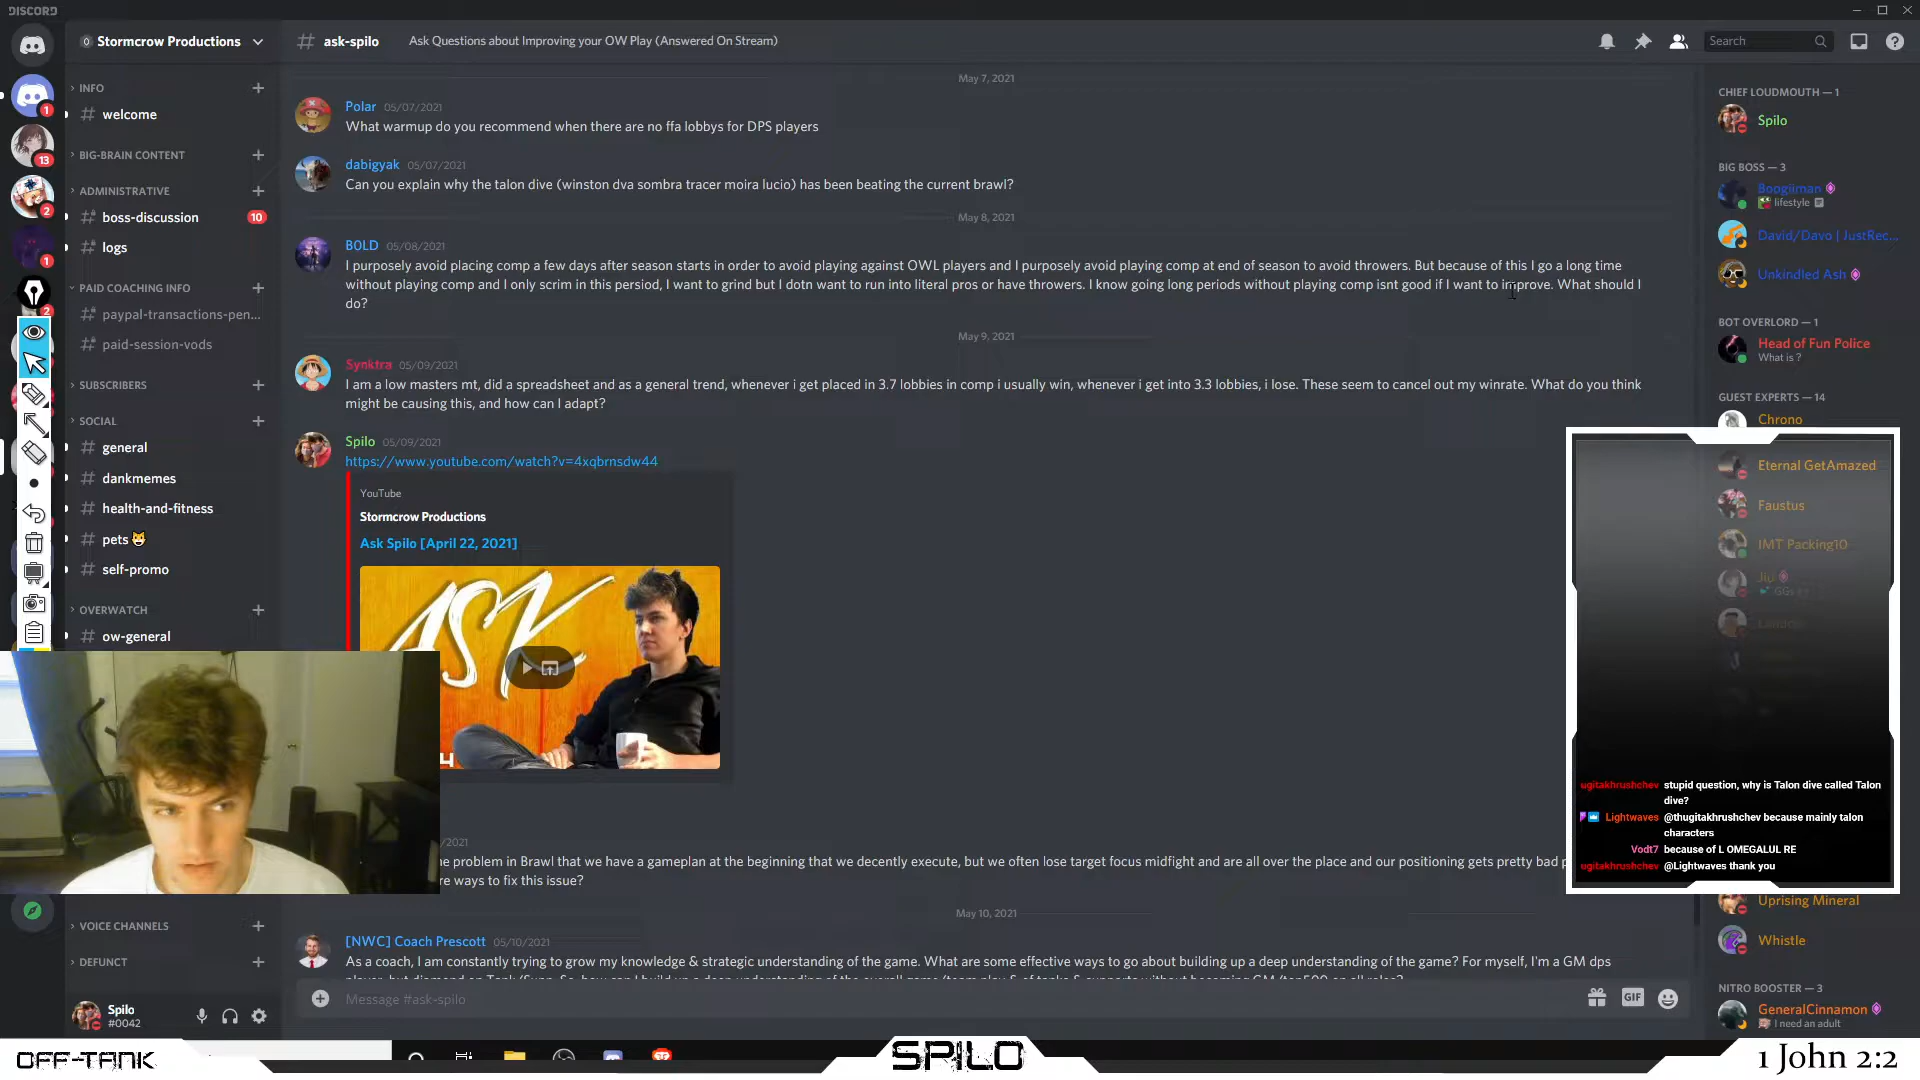 DISCORD
Stormcrow Productions
# ask-spilo
Ask Questions about Improving your OW Play (Answered On Stream)
Search
INFO
# welcome
BIG-BRAIN CONTENT
ADMINISTRATIVE
# boss-discussion 10
# logs
PAID COACHING INFO
# paypal-transactions-pen...
# paid-session-vods
SUBSCRIBERS
SOCIAL
# general
# dankmemes
# health-and-fitness
# pets 😺
# self-promo
OVERWATCH
# ow-general
VOICE CHANNELS
DEFUNCT
1
13
2
1
2
Spilo
#0042
May 7, 2021
Polar 05/07/2021
What warmup do you recommend when there are no ffa lobbys for DPS players
dabigyak 05/07/2021
Can you explain why the talon dive (winston dva sombra tracer moira lucio) has been beating the current brawl?
May 8, 2021
B0LD 05/08/2021
I purposely avoid placing comp a few days after season starts in order to avoid playing against OWL players and I purposely avoid playing comp at end of season to avoid throwers. But because of this I go a long time
without playing comp and I only scrim in this persiod, I want to grind but I dotn want to run into literal pros or have throwers. I know going long periods without playing comp isnt good if I want to improve. What should I
do?
May 9, 2021
Synktra 05/09/2021
I am a low masters mt, did a spreadsheet and as a general trend, whenever i get placed in 3.7 lobbies in comp i usually win, whenever i get into 3.3 lobbies, i lose. These seem to cancel out my winrate. What do you think
might be causing this, and how can I adapt?
Spilo 05/09/2021
https://www.youtube.com/watch?v=4xqbrnsdw44
YouTube
Stormcrow Productions
Ask Spilo [April 22, 2021]
ASK
/2021
e problem in Brawl that we have a gameplan at the beginning that we decently execute, but we often lose target focus midfight and are all over the place and our positioning gets pretty bad
re ways to fix this issue?
May 10, 2021
[NWC] Coach Prescott 05/10/2021
As a coach, I am constantly trying to grow my knowledge & strategic understanding of the game. What are some effective ways to go about building up a deep understanding of the game? For myself, I'm a GM dps
Message #ask-spilo
GIF
CHIEF LOUDMOUTH — 1
Spilo
BIG BOSS — 3
Boogiiman
lifestyle
David/Davo | JustRec...
Unkindled Ash
BOT OVERLORD — 1
Head of Fun Police
What is ?
GUEST EXPERTS — 14
Chrono
Eternal GetAmazed
Faustus
IMT Packing10
Jiu
Uprising Mineral
Whistle
NITRO BOOSTER — 3
GeneralCinnamon
I need an adult
ugitakhrushchev stupid question, why is Talon dive called Talon
dive?
Lightwaves @thugitakhrushchev because mainly talon
characters
Vodt7 because of L OMEGALUL RE
ugitakhrushchev @Lightwaves thank you
OFF-TANK
SPILO
1 John 2:2